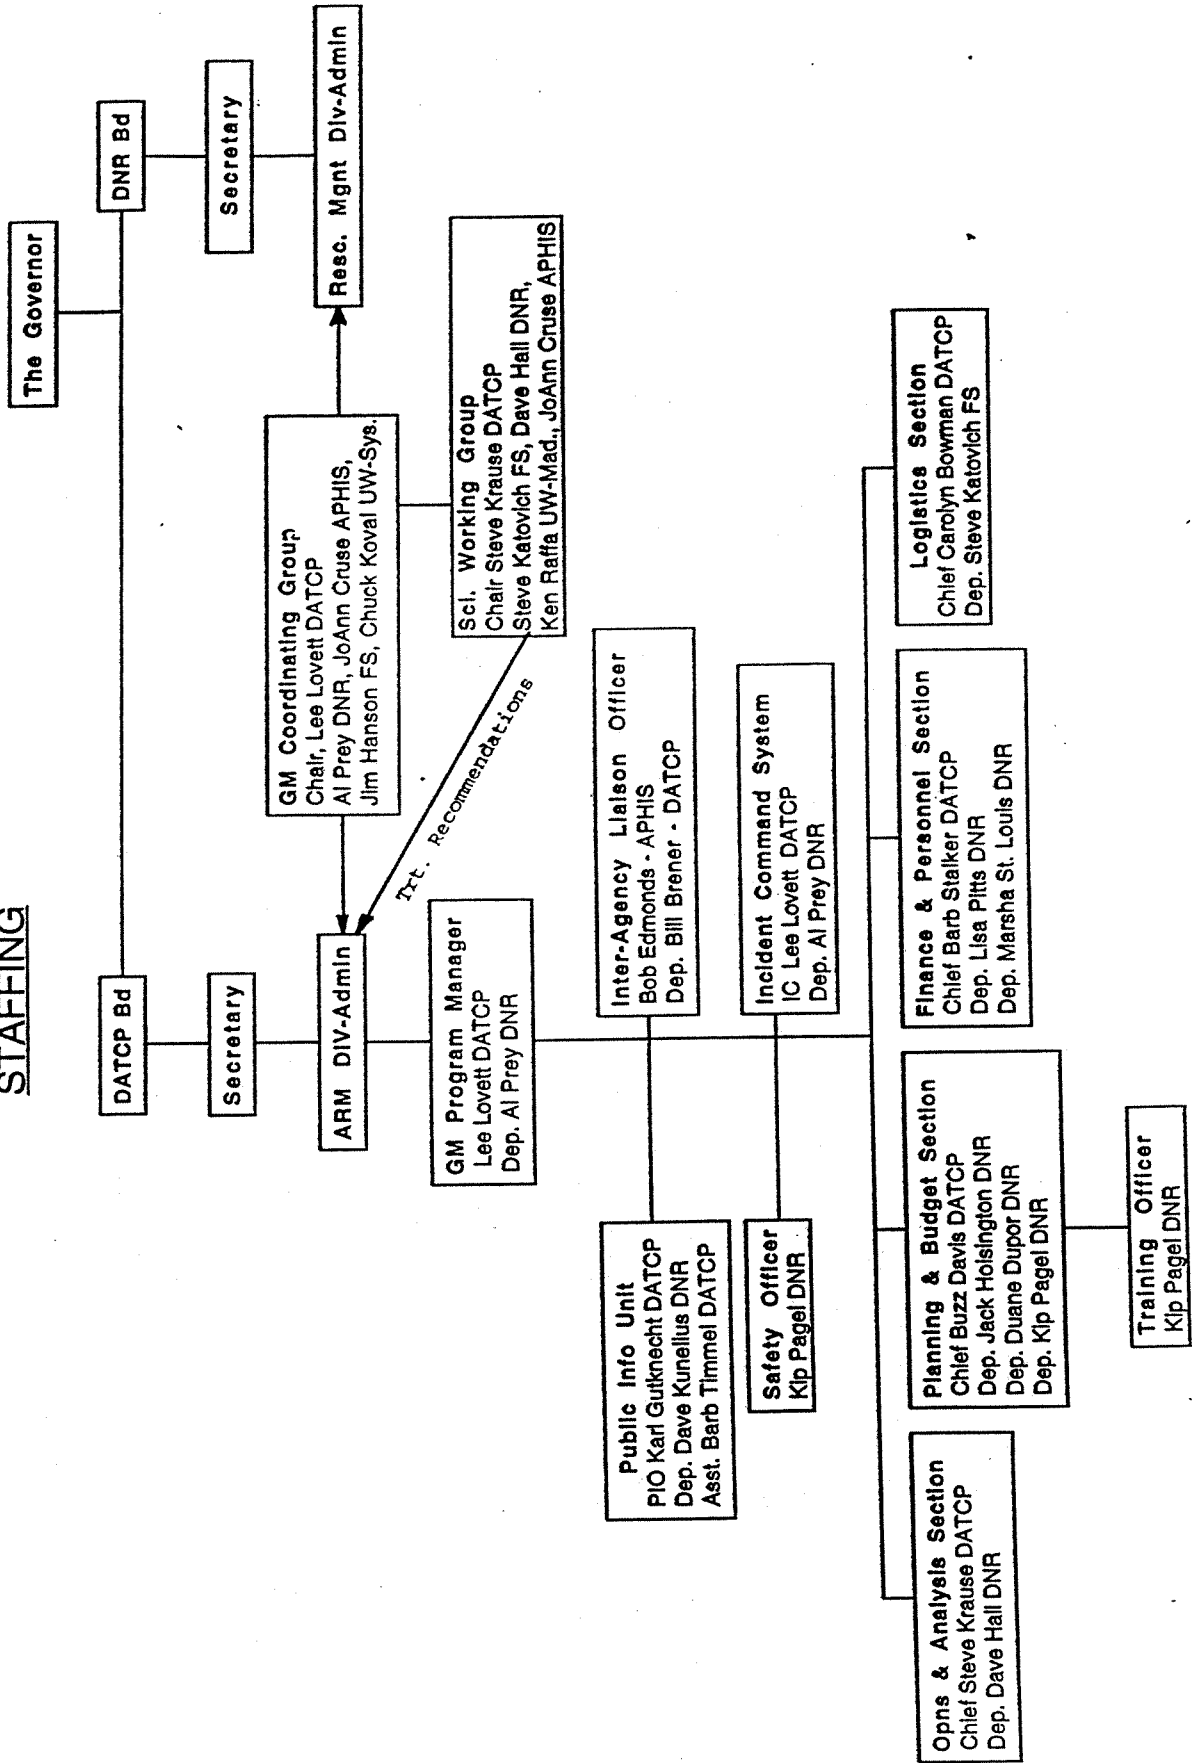 STAFFING
The Governor
DATCP Bd
DNR Bd
Secretary
Secretary
ARM DIV-Admin
Resc. Mgnt Div-Admin
GM Coordinating Group
Chair, Lee Lovett DATCP
Al Prey DNR, JoAnn Cruse APHIS,
Jim Hanson FS, Chuck Koval UW-Sys.
Sci. Working Group
Chair Steve Krause DATCP
Steve Katovich FS, Dave Hall DNR,
Ken Raffa UW-Mad., JoAnn Cruse APHIS
Trt. Recommendations
GM Program Manager
Lee Lovett DATCP
Dep. Al Prey DNR
Public Info Unit
PIO Karl Gutknecht DATCP
Dep. Dave Kunelius DNR
Asst. Barb Timmel DATCP
Inter-Agency Liaison Officer
Bob Edmonds - APHIS
Dep. Bill Brener - DATCP
Safety Officer
Kip Pagel DNR
Incident Command System
IC Lee Lovett DATCP
Dep. Al Prey DNR
Opns & Analysis Section
Chief Steve Krause DATCP
Dep. Dave Hall DNR
Planning & Budget Section
Chief Buzz Davis DATCP
Dep. Jack Hoisington DNR
Dep. Duane Dupor DNR
Dep. Kip Pagel DNR
Finance & Personnel Section
Chief Barb Stalker DATCP
Dep. Lisa Pitts DNR
Dep. Marsha St. Louis DNR
Logistics Section
Chief Carolyn Bowman DATCP
Dep. Steve Katovich FS
Training Officer
Kip Pagel DNR